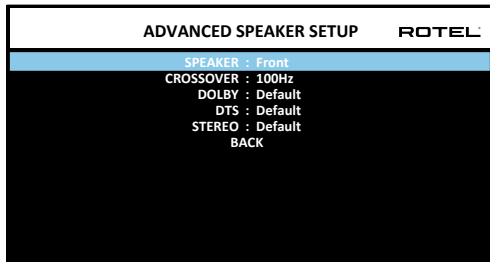 ADVANCED SPEAKER SETUP ROTEL
SPEAKER : Front
CROSSOVER : 100Hz
DOLBY : Default
DTS : Default
STEREO : Default
BACK